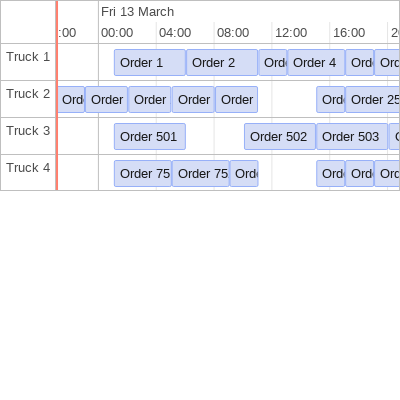 Fri 13 March
:00 00:00 04:00 08:00 12:00 16:00 20
Truck 1 Order 1 Order 2 Ord Order 4 Ord Ord
Truck 2 Ord Order Order Order Order Ord Order 25
Truck 3 Order 501 Order 502 Order 503
Truck 4 Order 75 Order 75 Ord Ord Ord Ord